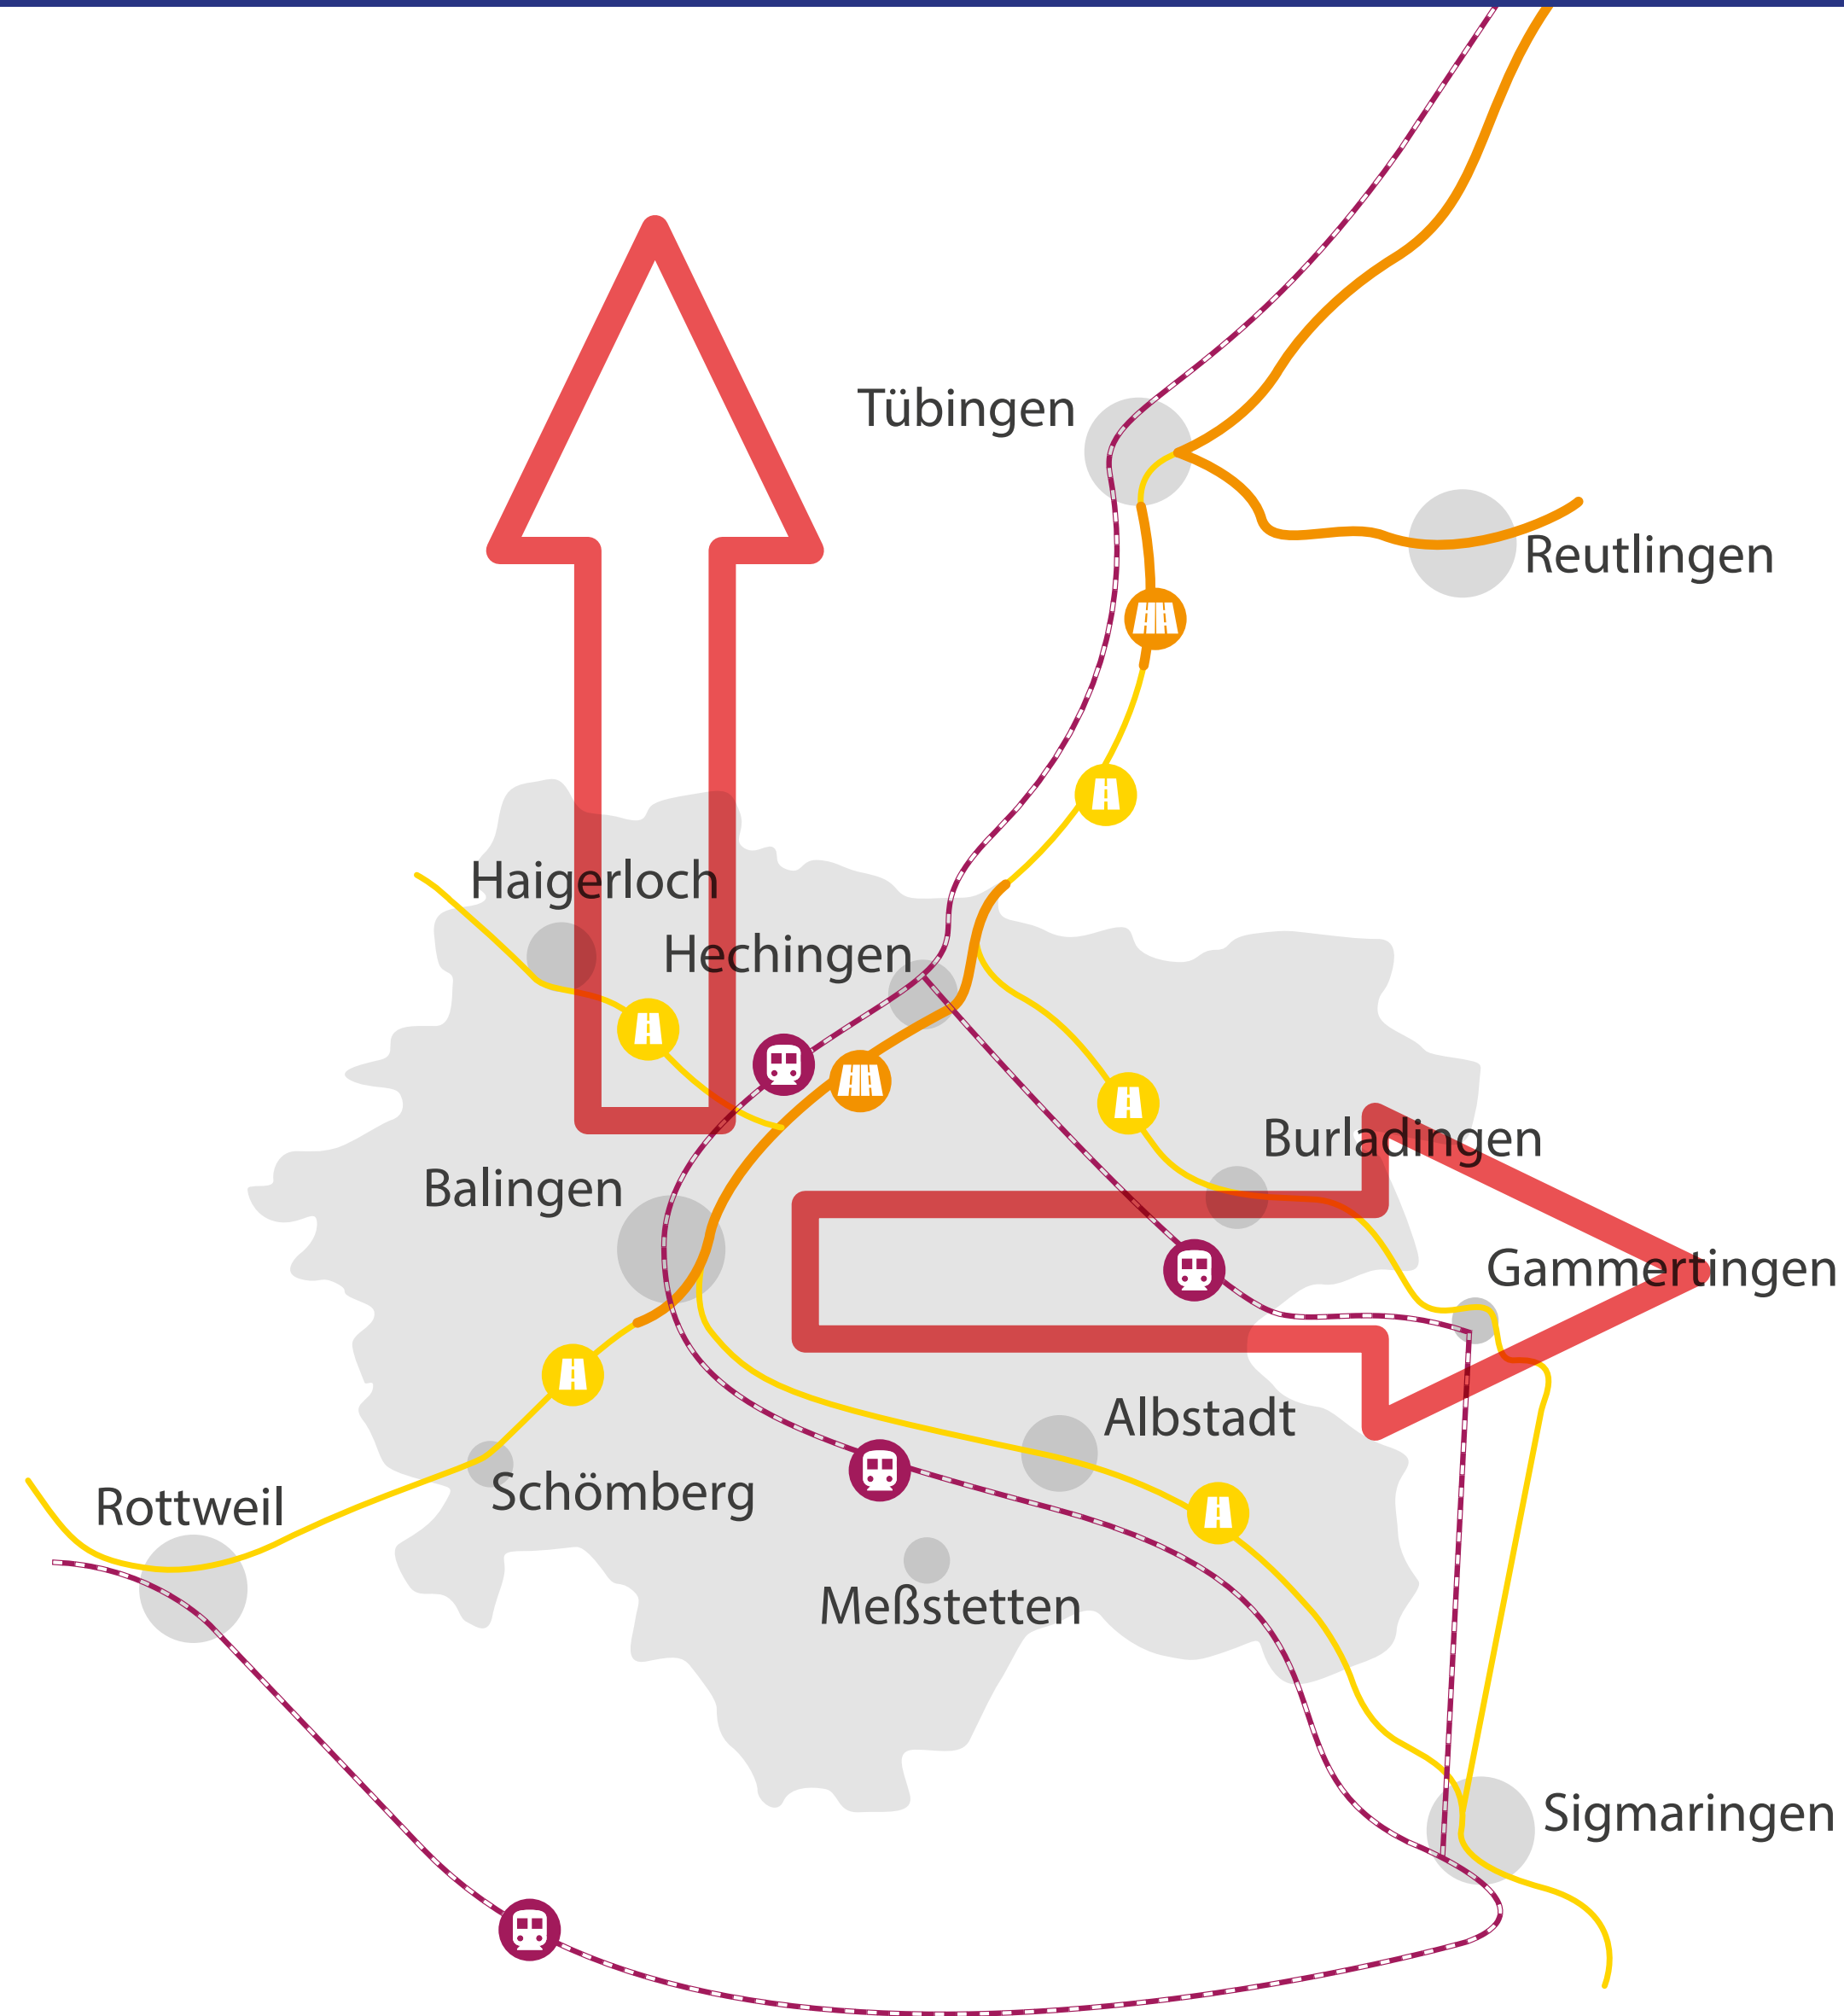 Tübingen
Reutlingen
Haigerloch
Hechingen
Burladingen
Balingen
Gammertingen
Albstadt
Schömberg
Rottweil
Meßstetten
Sigmaringen